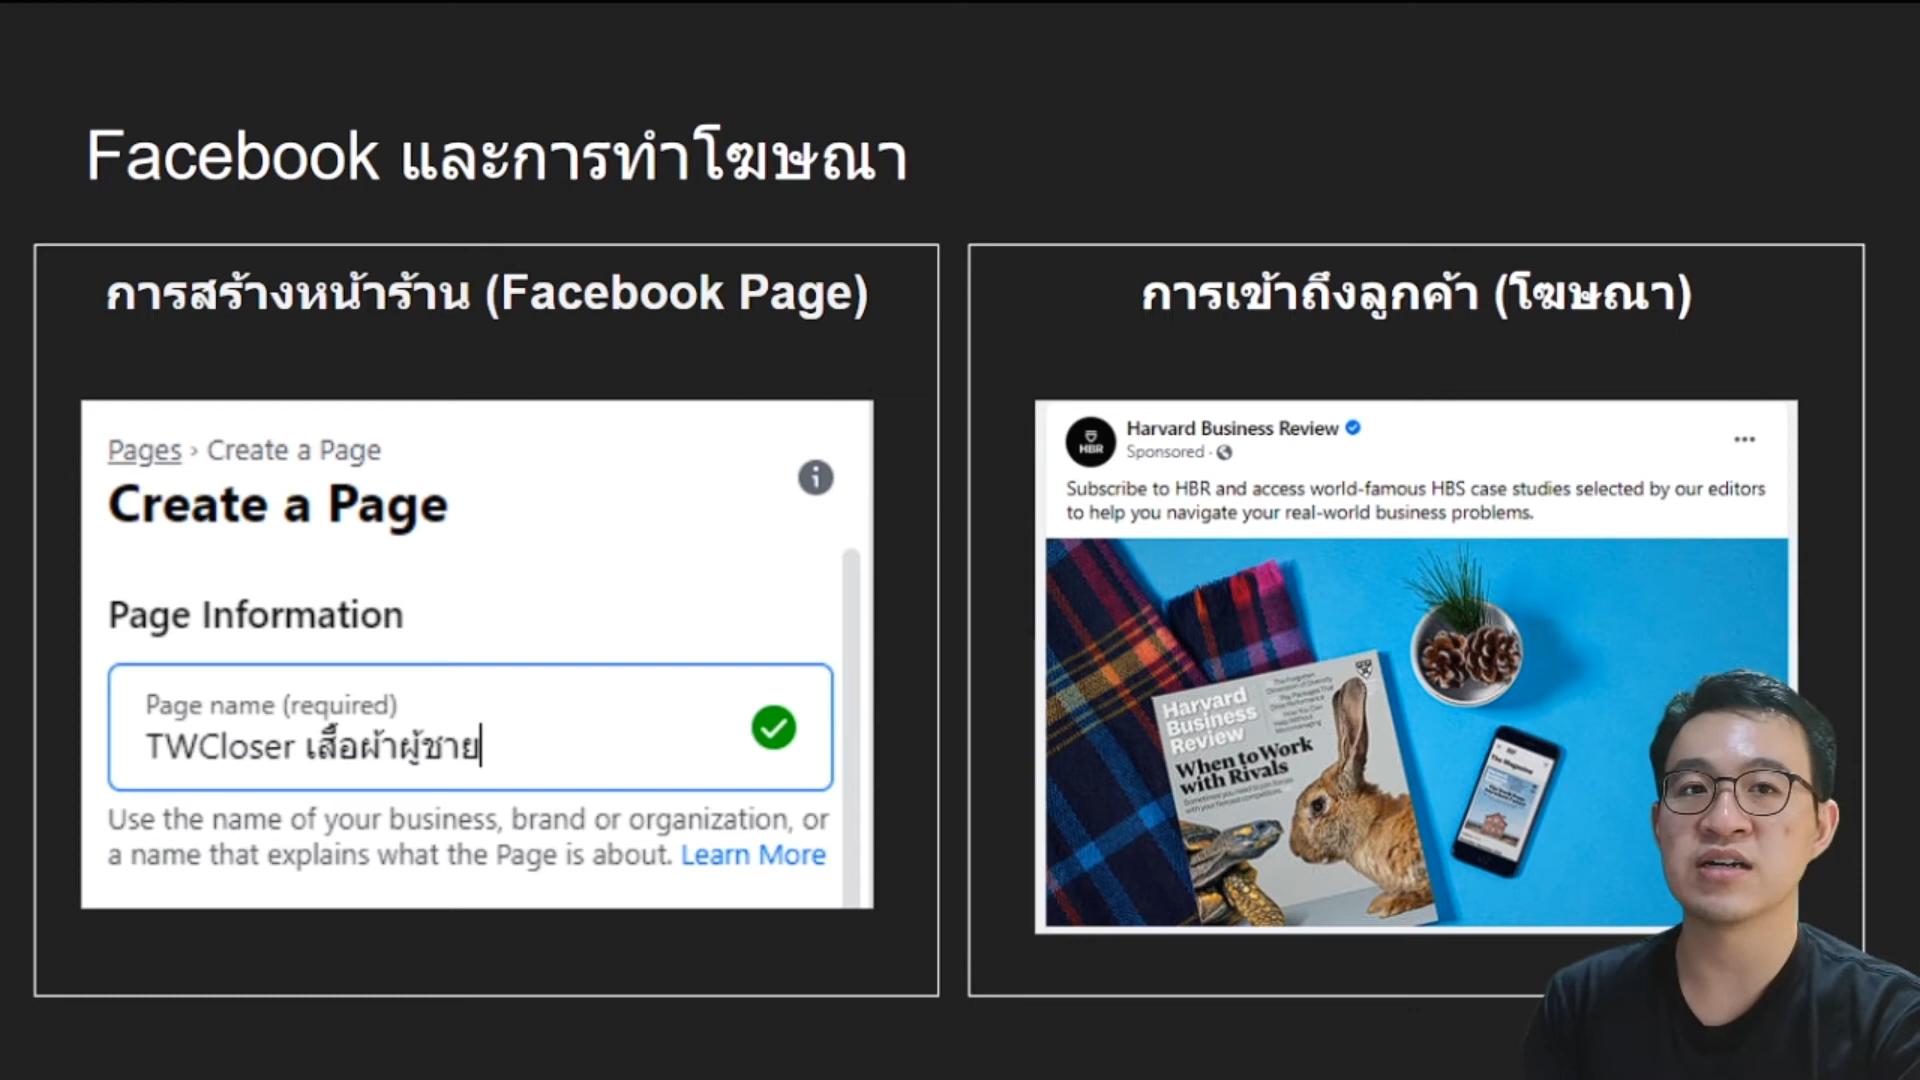 Facebook และการทำโฆษณา
การสร้างหน้าร้าน (Facebook Page)
Pages › Create a Page
Create a Page
Page Information
Page name (required)
TWCloser เสื้อผ้าผู้ชาย
Use the name of your business, brand or organization, or
a name that explains what the Page is about. Learn More
การเข้าถึงลูกค้า (โฆษณา)
HBR
Harvard Business Review
Sponsored ·
Subscribe to HBR and access world-famous HBS case studies selected by our editors
to help you navigate your real-world business problems.
Harvard
Business
Review
When to Work
with Rivals
The Magazine